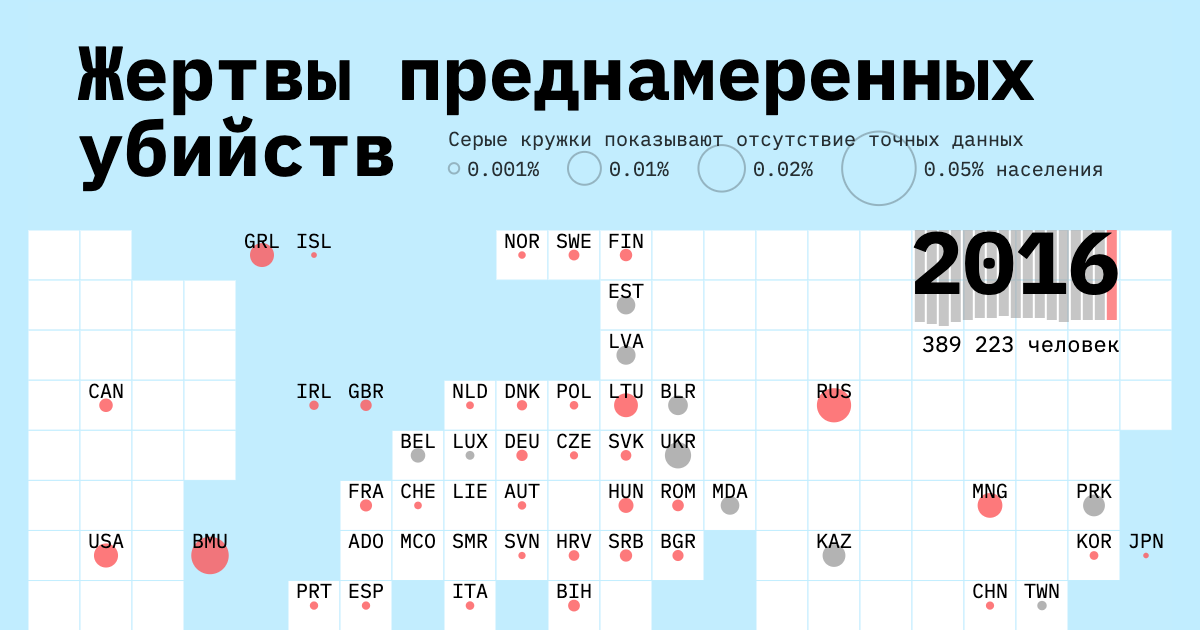 Жертвы преднамеренных
убийств
Серые кружки показывают отсутствие точных данных
0.001% 0.01% 0.02% 0.05% населения
GRL ISL NOR SWE FIN 2016
EST
LVA 389 223 человек
CAN IRL GBR NLD DNK POL LTU BLR RUS
BEL LUX DEU CZE SVK UKR
FRA CHE LIE AUT HUN ROM MDA MNG PRK
USA BMU ADO MCO SMR SVN HRV SRB BGR KAZ KOR JPN
PRT ESP ITA BIH CHN TWN